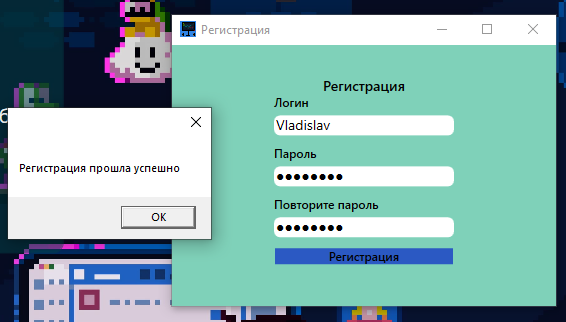 Регистрация
Регистрация
Логин
Vladislav
Пароль
●●●●●●●●
Повторите пароль
●●●●●●●●
Регистрация
Регистрация прошла успешно
OK